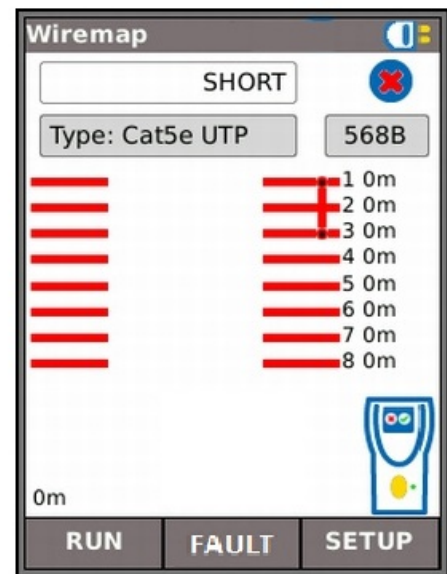 Wiremap
SHORT
Type: Cat5e UTP 568B
1 0m
2 0m
3 0m
4 0m
5 0m
6 0m
7 0m
8 0m
0m
RUN FAULT SETUP